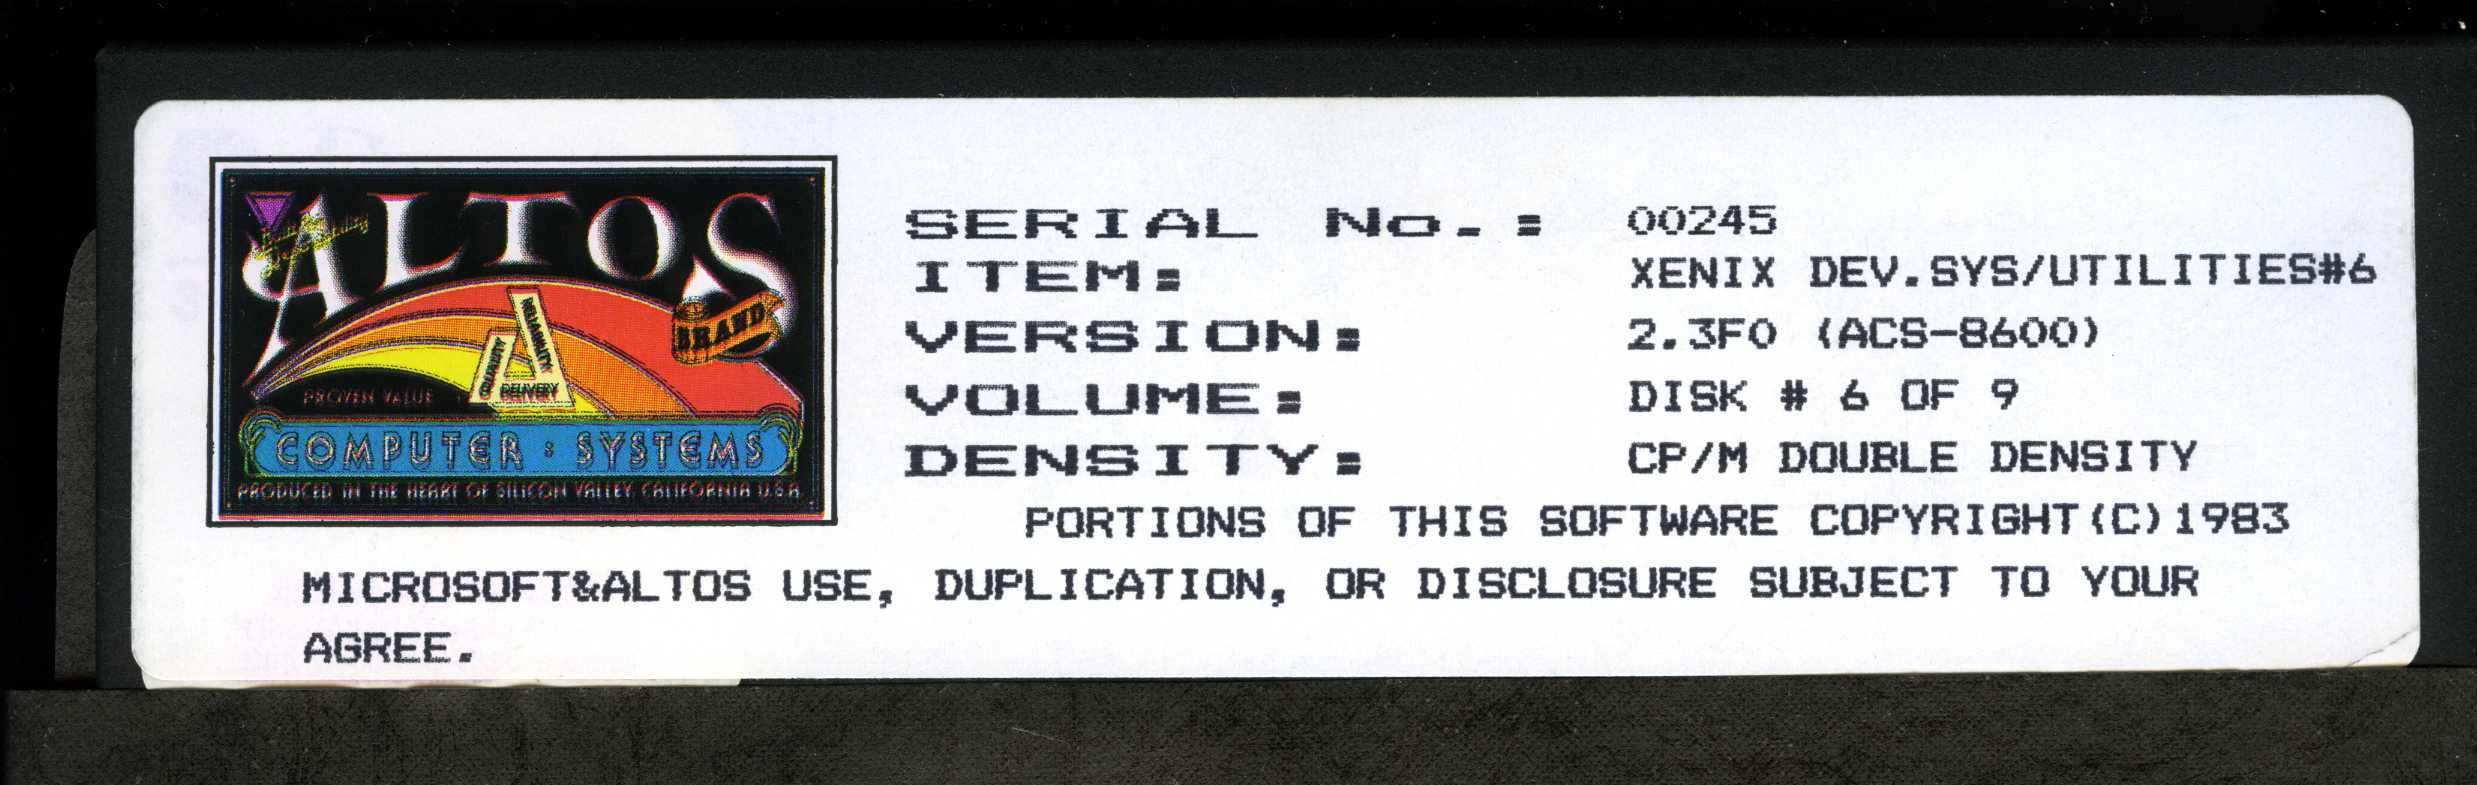 ALTOS
BRAND
RELIABILITY
QUALITY
DELIVERY
PROVEN VALUE
COMPUTER : SYSTEMS
PRODUCED IN THE HEART OF SILICON VALLEY, CALIFORNIA U.S.A.
SERIAL No.: 00245
ITEM: XENIX DEV.SYS/UTILITIES#6
VERSION: 2.3F0 (ACS-8600)
VOLUME: DISK # 6 OF 9
DENSITY: CP/M DOUBLE DENSITY
PORTIONS OF THIS SOFTWARE COPYRIGHT(C)1983
MICROSOFT&ALTOS USE, DUPLICATION, OR DISCLOSURE SUBJECT TO YOUR
AGREE.